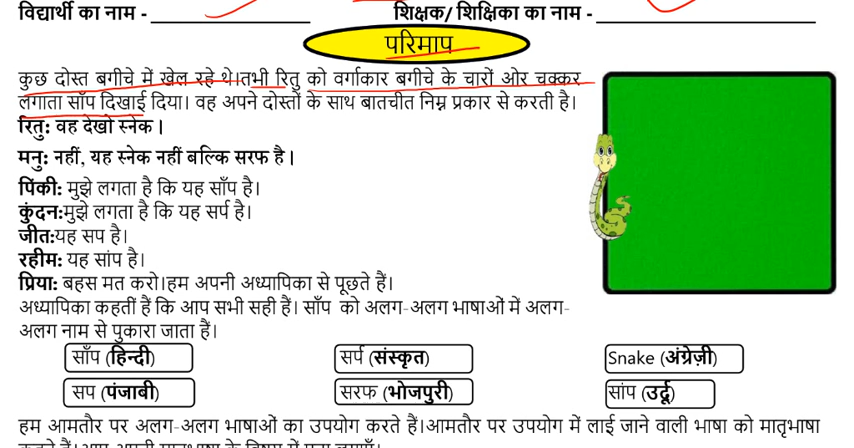 विद्यार्थी का नाम - शिक्षक/ शिक्षिका का नाम -
परिमाप
कुछ दोस्त बगीचे में खेल रहे थे।तभी रितु को वर्गाकार बगीचे के चारों ओर चक्कर
लगाता साँप दिखाई दिया। वह अपने दोस्तों के साथ बातचीत निम्न प्रकार से करती है।
रितु: वह देखो स्नेक।
मनु: नहीं, यह स्नेक नहीं बल्कि सरफ है।
पिंकी: मुझे लगता है कि यह साँप है।
कुंदन:मुझे लगता है कि यह सर्प है।
जीत:यह सप है।
रहीम: यह सांप है।
प्रिया: बहस मत करो।हम अपनी अध्यापिका से पूछते हैं।
अध्यापिका कहतीं हैं कि आप सभी सही हैं। साँप को अलग-अलग भाषाओं में अलग-
अलग नाम से पुकारा जाता हैं।
साँप (हिन्दी) सर्प (संस्कृत) Snake (अंग्रेज़ी)
सप (पंजाबी) सरफ (भोजपुरी) सांप (उर्दू)
हम आमतौर पर अलग-अलग भाषाओं का उपयोग करते हैं।आमतौर पर उपयोग में लाई जाने वाली भाषा को मातृभाषा